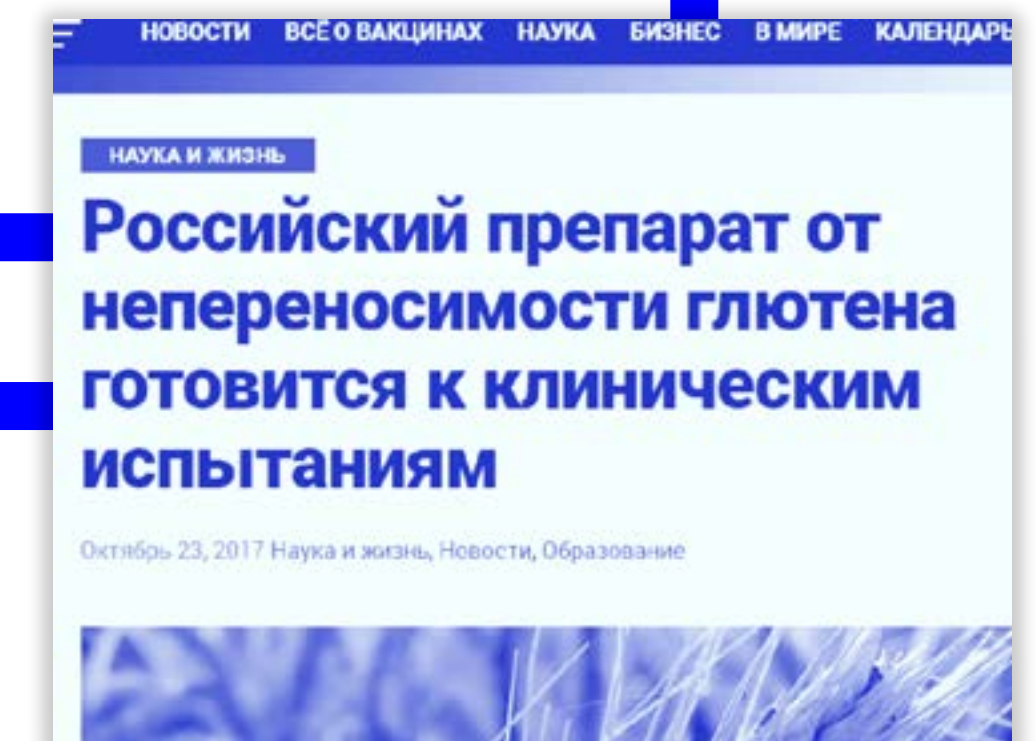 НОВОСТИ ВСЁ О ВАКЦИНАХ НАУКА БИЗНЕС В МИРЕ КАЛЕНДАРЬ
НАУКА И ЖИЗНЬ
Российский препарат от
непереносимости глютена
готовится к клиническим
испытаниям
Октябрь 23, 2017 Наука и жизнь, Новости, Образование